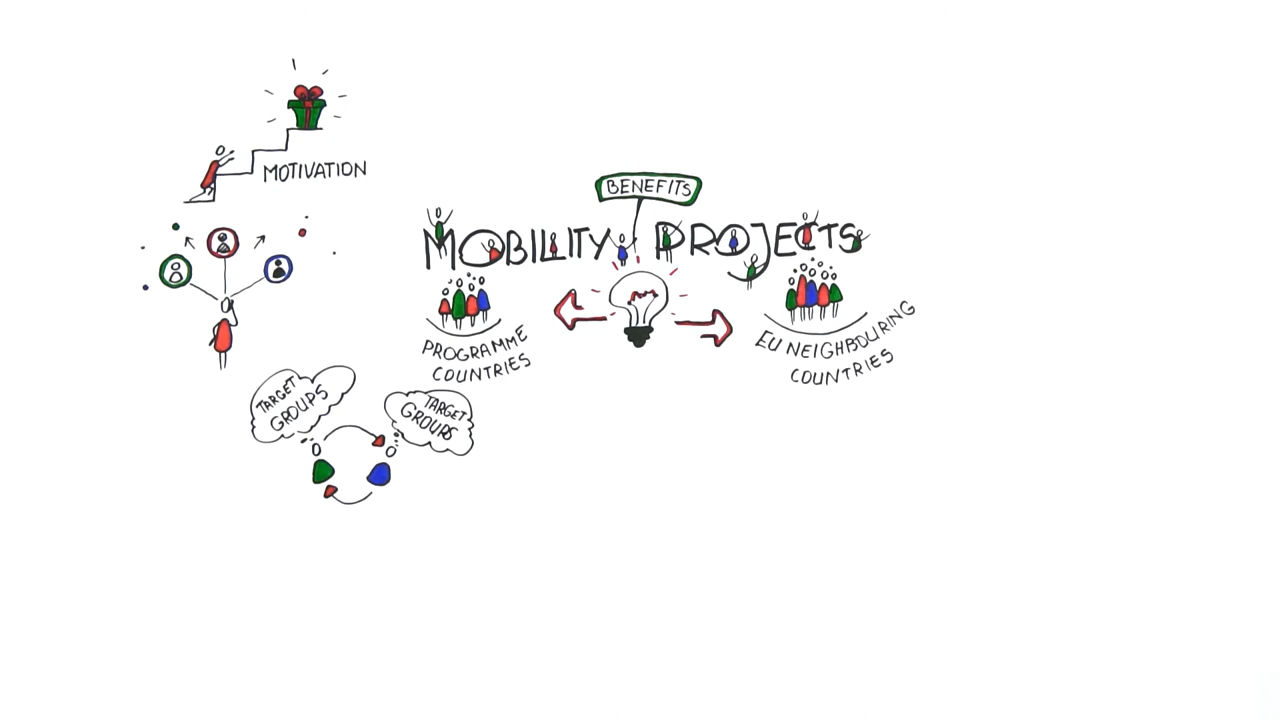 MOTIVATION
BENEFITS
MOBILITY PROJECTS
PROGRAMME
COUNTRIES
EU NEIGHBOURING
COUNTRIES
TARGET
GROUPS
TARGET
GROUPS